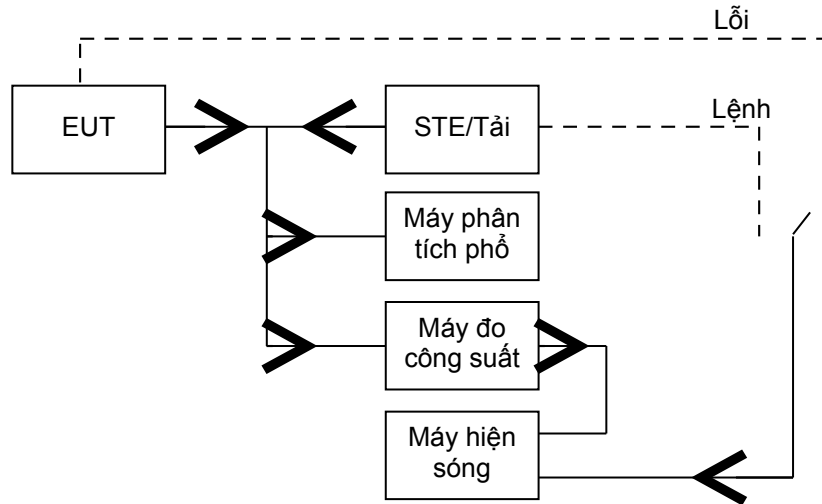 Lỗi
EUT
STE/Tải
Lệnh
Máy phân
tích phổ
Máy đo
công suất
Máy hiện
sóng